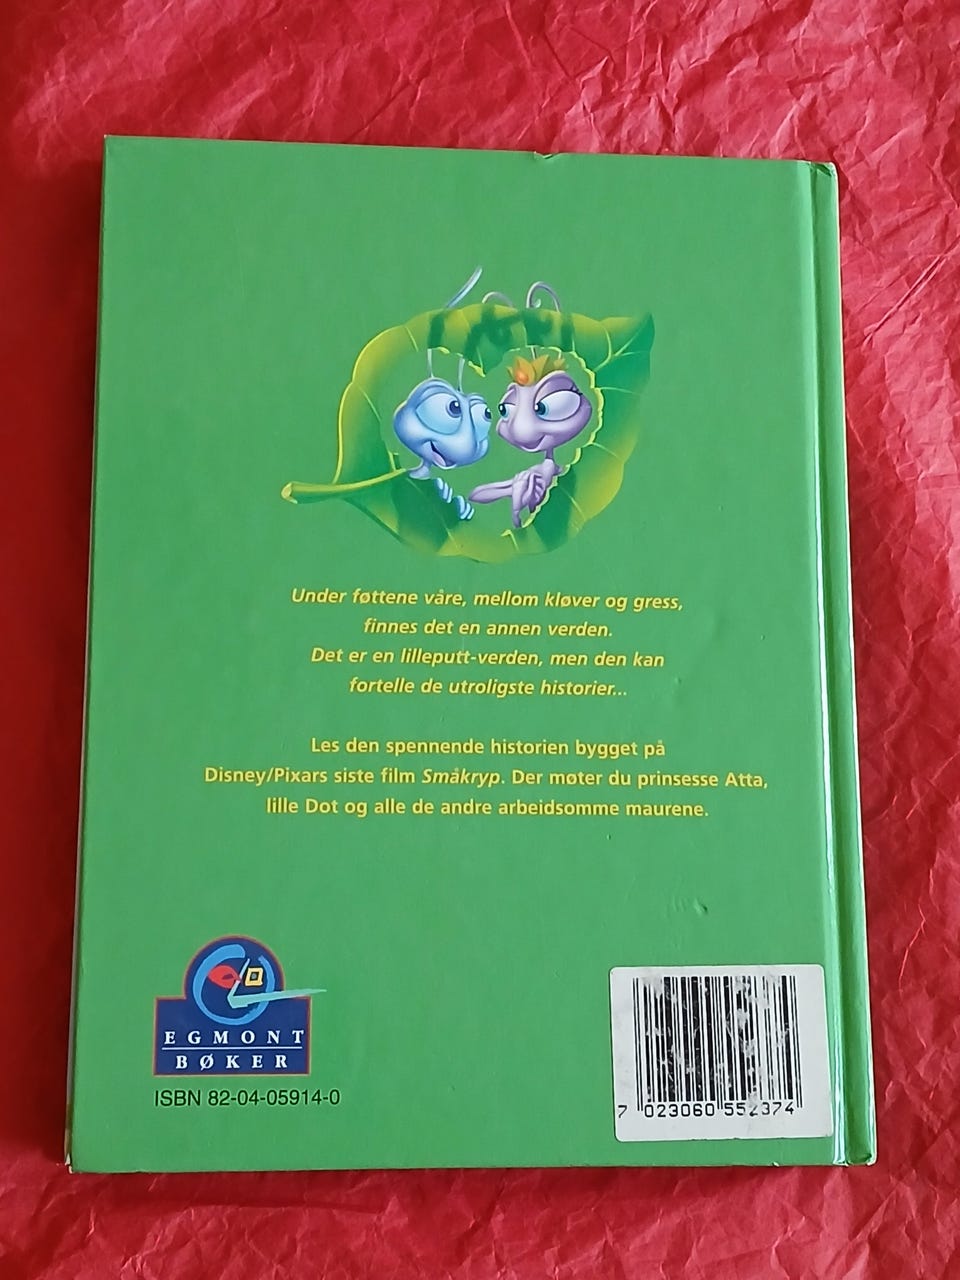 Under føttene våre, mellom kløver og gress,
finnes det en annen verden.
Det er en lilleputt-verden, men den kan
fortelle de utroligste historier...
Les den spennende historien bygget på
Disney/Pixars siste film Småkryp. Der møter du prinsesse Atta,
lille Dot og alle de andre arbeidsomme maurene.
EGMONT
BØKER
ISBN 82-04-05914-0
7 023060 552374